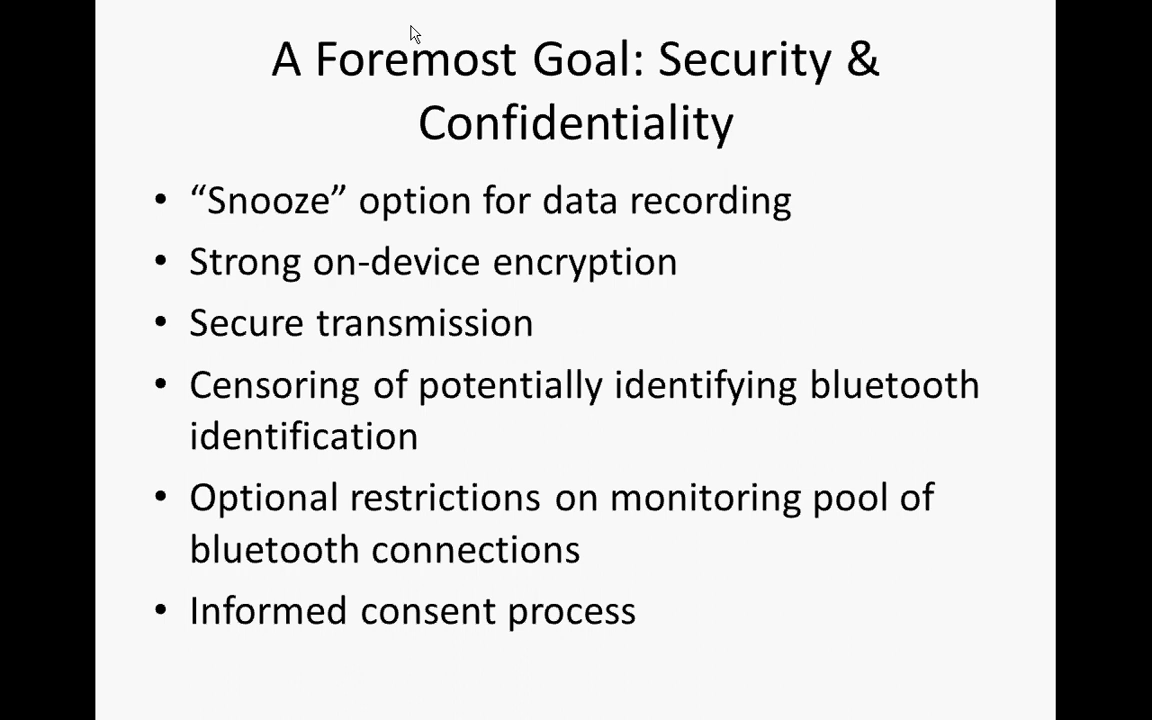 A Foremost Goal: Security &
Confidentiality
• “Snooze” option for data recording
• Strong on-device encryption
• Secure transmission
• Censoring of potentially identifying bluetooth
identification
• Optional restrictions on monitoring pool of
bluetooth connections
• Informed consent process